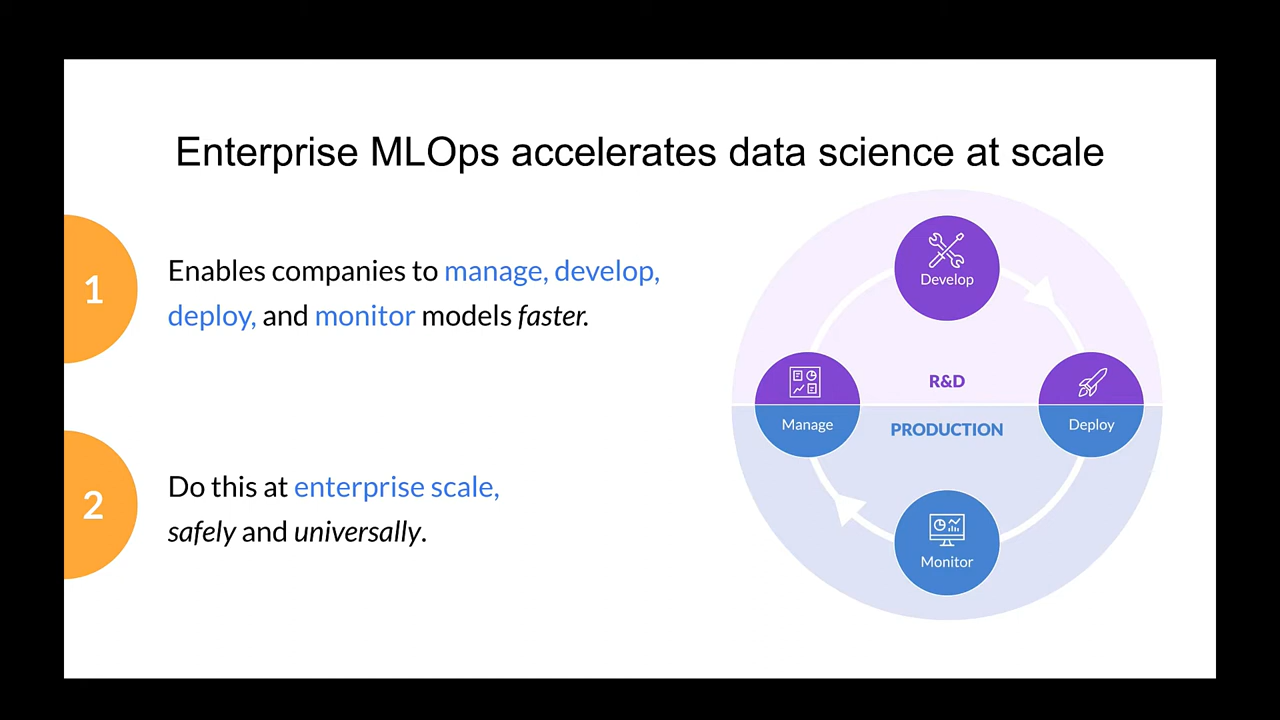 Enterprise MLOps accelerates data science at scale
1
Enables companies to manage, develop,
deploy, and monitor models faster.
2
Do this at enterprise scale,
safely and universally.
Develop
R&D
Manage
Deploy
PRODUCTION
Monitor